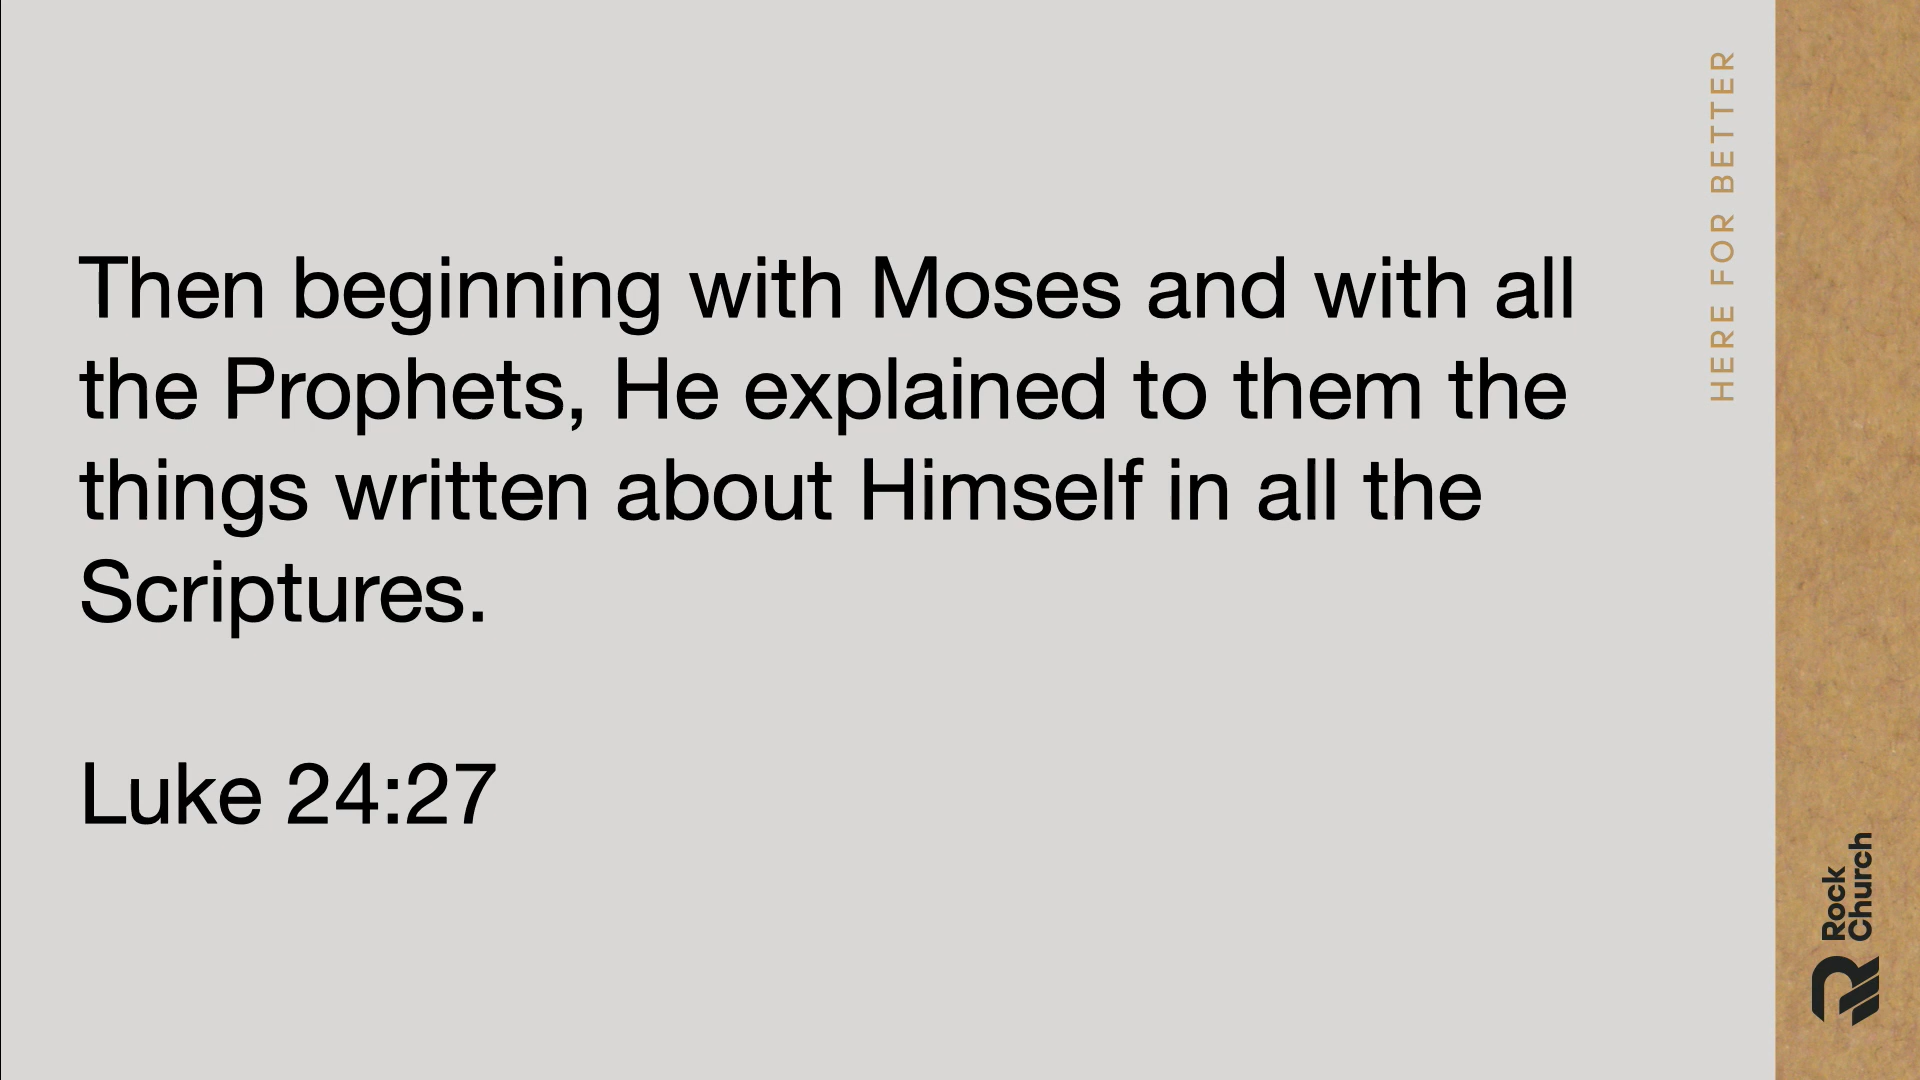 Then beginning with Moses and with all
the Prophets, He explained to them the
things written about Himself in all the
Scriptures.
Luke 24:27
HERE FOR BETTER
Rock
Church